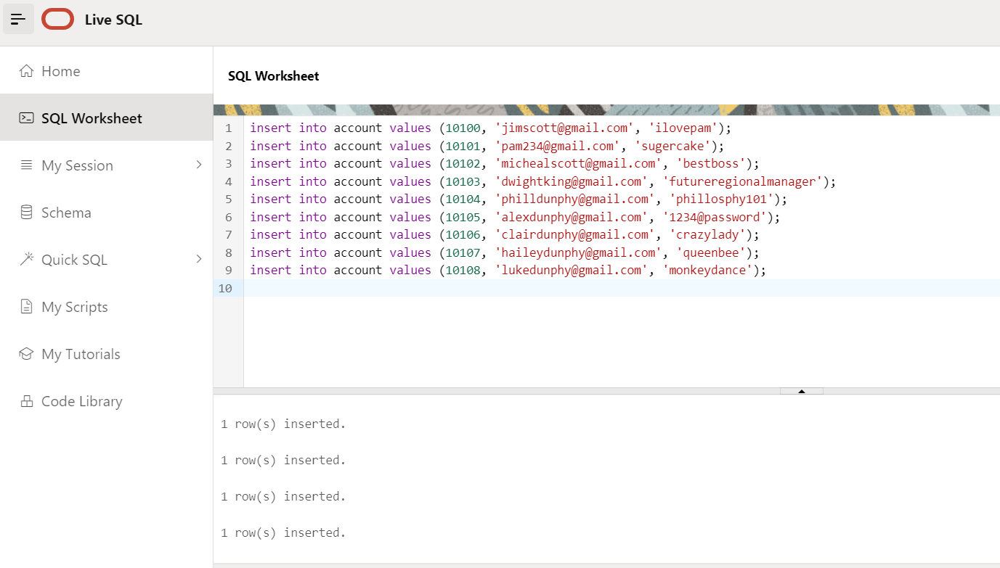 Live SQL
Home
SQL Worksheet
My Session
Schema
Quick SQL
My Scripts
My Tutorials
Code Library
SQL Worksheet
1 insert into account values (10100, 'jimscott@gmail.com', 'ilovepam');
2 insert into account values (10101, 'pam234@gmail.com', 'sugercake');
3 insert into account values (10102, 'michealscott@gmail.com', 'bestboss');
4 insert into account values (10103, 'dwightking@gmail.com', 'futureregionalmanager');
5 insert into account values (10104, 'philldunphy@gmail.com', 'phillosphy101');
6 insert into account values (10105, 'alexdunphy@gmail.com', '1234@password');
7 insert into account values (10106, 'clairdunphy@gmail.com', 'crazylady');
8 insert into account values (10107, 'haileydunphy@gmail.com', 'queenbee');
9 insert into account values (10108, 'lukedunphy@gmail.com', 'monkeydance');
10
1 row(s) inserted.
1 row(s) inserted.
1 row(s) inserted.
1 row(s) inserted.